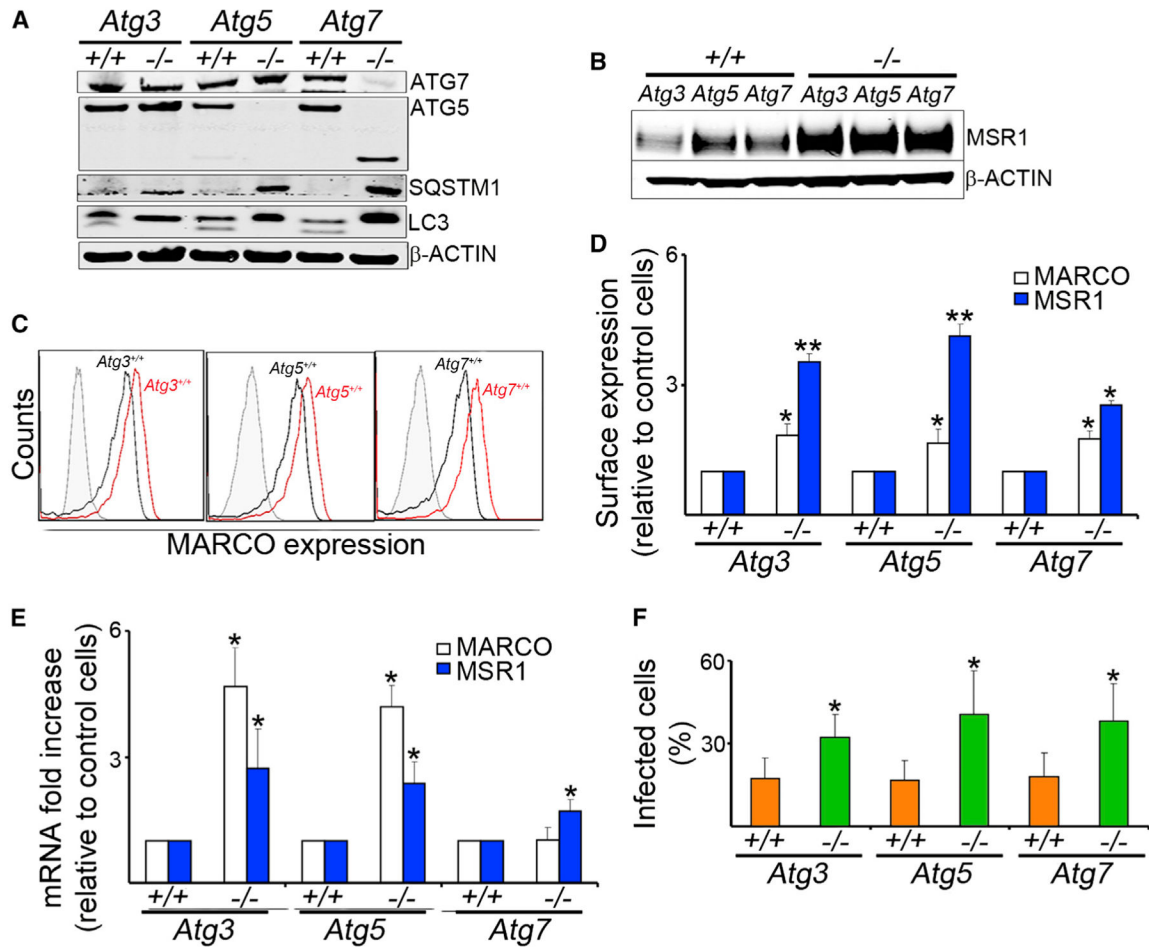 A
Atg3 Atg5 Atg7
+/+ -/- +/+ -/- +/+ -/-
ATG7
ATG5
SQSTM1
LC3
β-ACTIN
B
+/+ -/-
Atg3 Atg5 Atg7 Atg3 Atg5 Atg7
MSR1
β-ACTIN
C
Counts
Atg3+/+
Atg3+/+
Atg5+/+
Atg5+/+
Atg7+/+
Atg7+/+
MARCO expression
D
Surface expression
(relative to control cells)
6
3
MARCO
MSR1
* ** * ** * *
+/+ -/- +/+ -/- +/+ -/-
Atg3 Atg5 Atg7
E
mRNA fold increase
(relative to control cells)
6
3
MARCO
MSR1
* * * * *
+/+ -/- +/+ -/- +/+ -/-
Atg3 Atg5 Atg7
F
Infected cells
(%)
60
30
* * *
+/+ -/- +/+ -/- +/+ -/-
Atg3 Atg5 Atg7